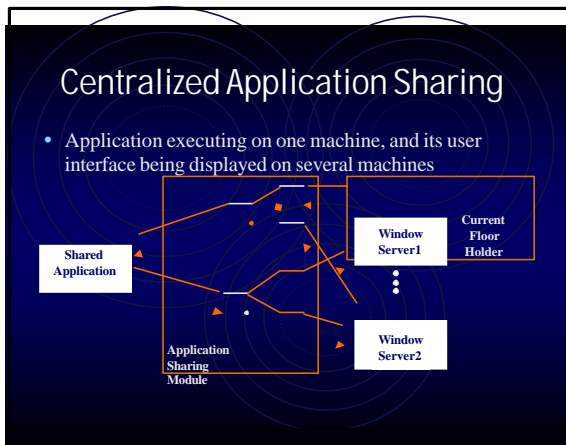 Centralized Application Sharing
• Application executing on one machine, and its user
interface being displayed on several machines
Shared
Application
Application
Sharing
Module
Window
Server1
Current
Floor
Holder
Window
Server2